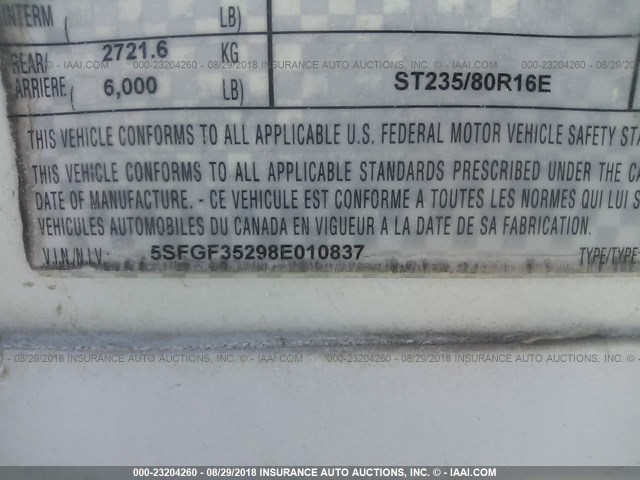 INTERM ( LB)
REAR/ 2721.6 KG
ARRIERE ( 6,000 LB) ST235/80R16E
THIS VEHICLE CONFORMS TO ALL APPLICABLE U.S. FEDERAL MOTOR VEHICLE SAFETY STA
THIS VEHICLE CONFORMS TO ALL APPLICABLE STANDARDS PRESCRIBED UNDER THE CA
DATE OF MANUFACTURE. - CE VEHICULE EST CONFORME A TOUTES LES NORMES QUI LUI S
VEHICULES AUTOMOBILES DU CANADA EN VIGUEUR A LA DATE DE SA FABRICATION.
V.I.N./N.I.V. 5SFGF35298E010837 TYPE/TYPE:
000-23204260 - 08/29/2018 INSURANCE AUTO AUCTIONS, INC. © - IAAI.COM